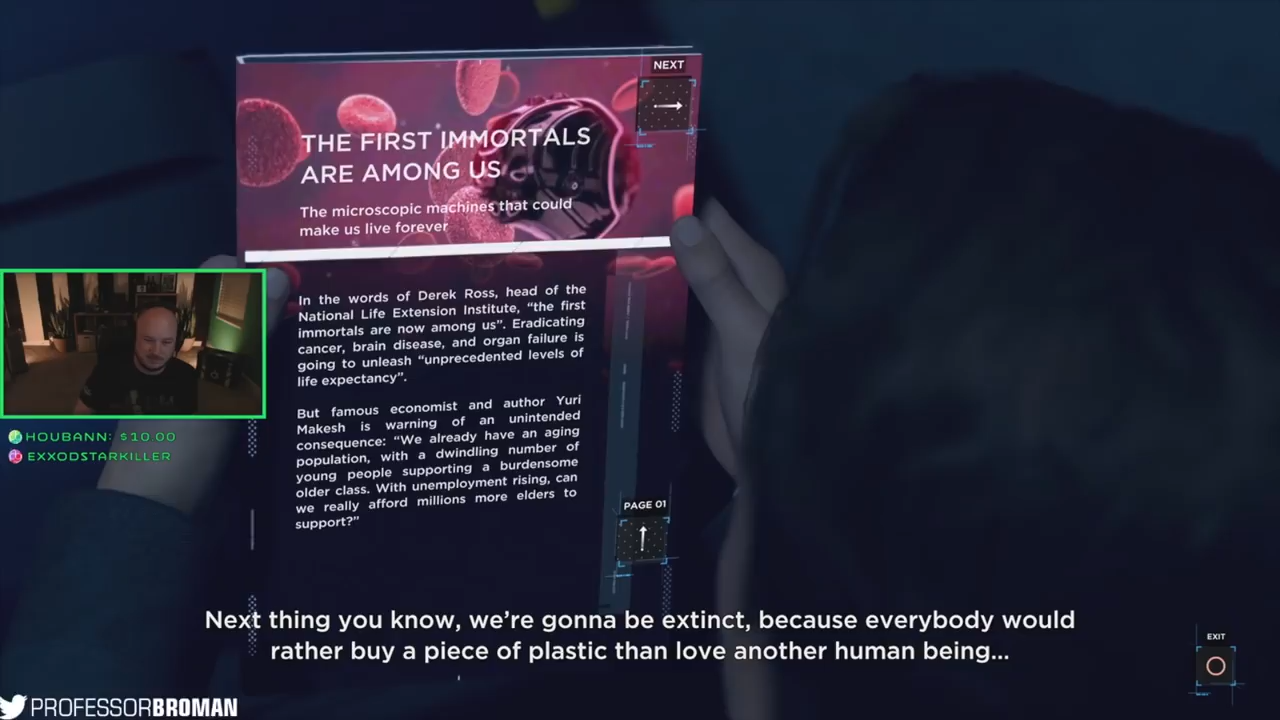 NEXT
THE FIRST IMMORTALS
ARE AMONG US
The microscopic machines that could
make us live forever
In the words of Derek Ross, head of the
National Life Extension Institute, “the first
immortals are now among us”. Eradicating
cancer, brain disease, and organ failure is
going to unleash “unprecedented levels of
life expectancy”.
But famous economist and author Yuri
Makesh is warning of an unintended
consequence: “We already have an aging
population, with a dwindling number of
young people supporting a burdensome
older class. With unemployment rising, can
we really afford millions more elders to
support?”
HOUBANN: $10.00
EXXODSTARKILLER
PAGE 01
Next thing you know, we’re gonna be extinct, because everybody would
rather buy a piece of plastic than love another human being...
EXIT
PROFESSORBROMAN